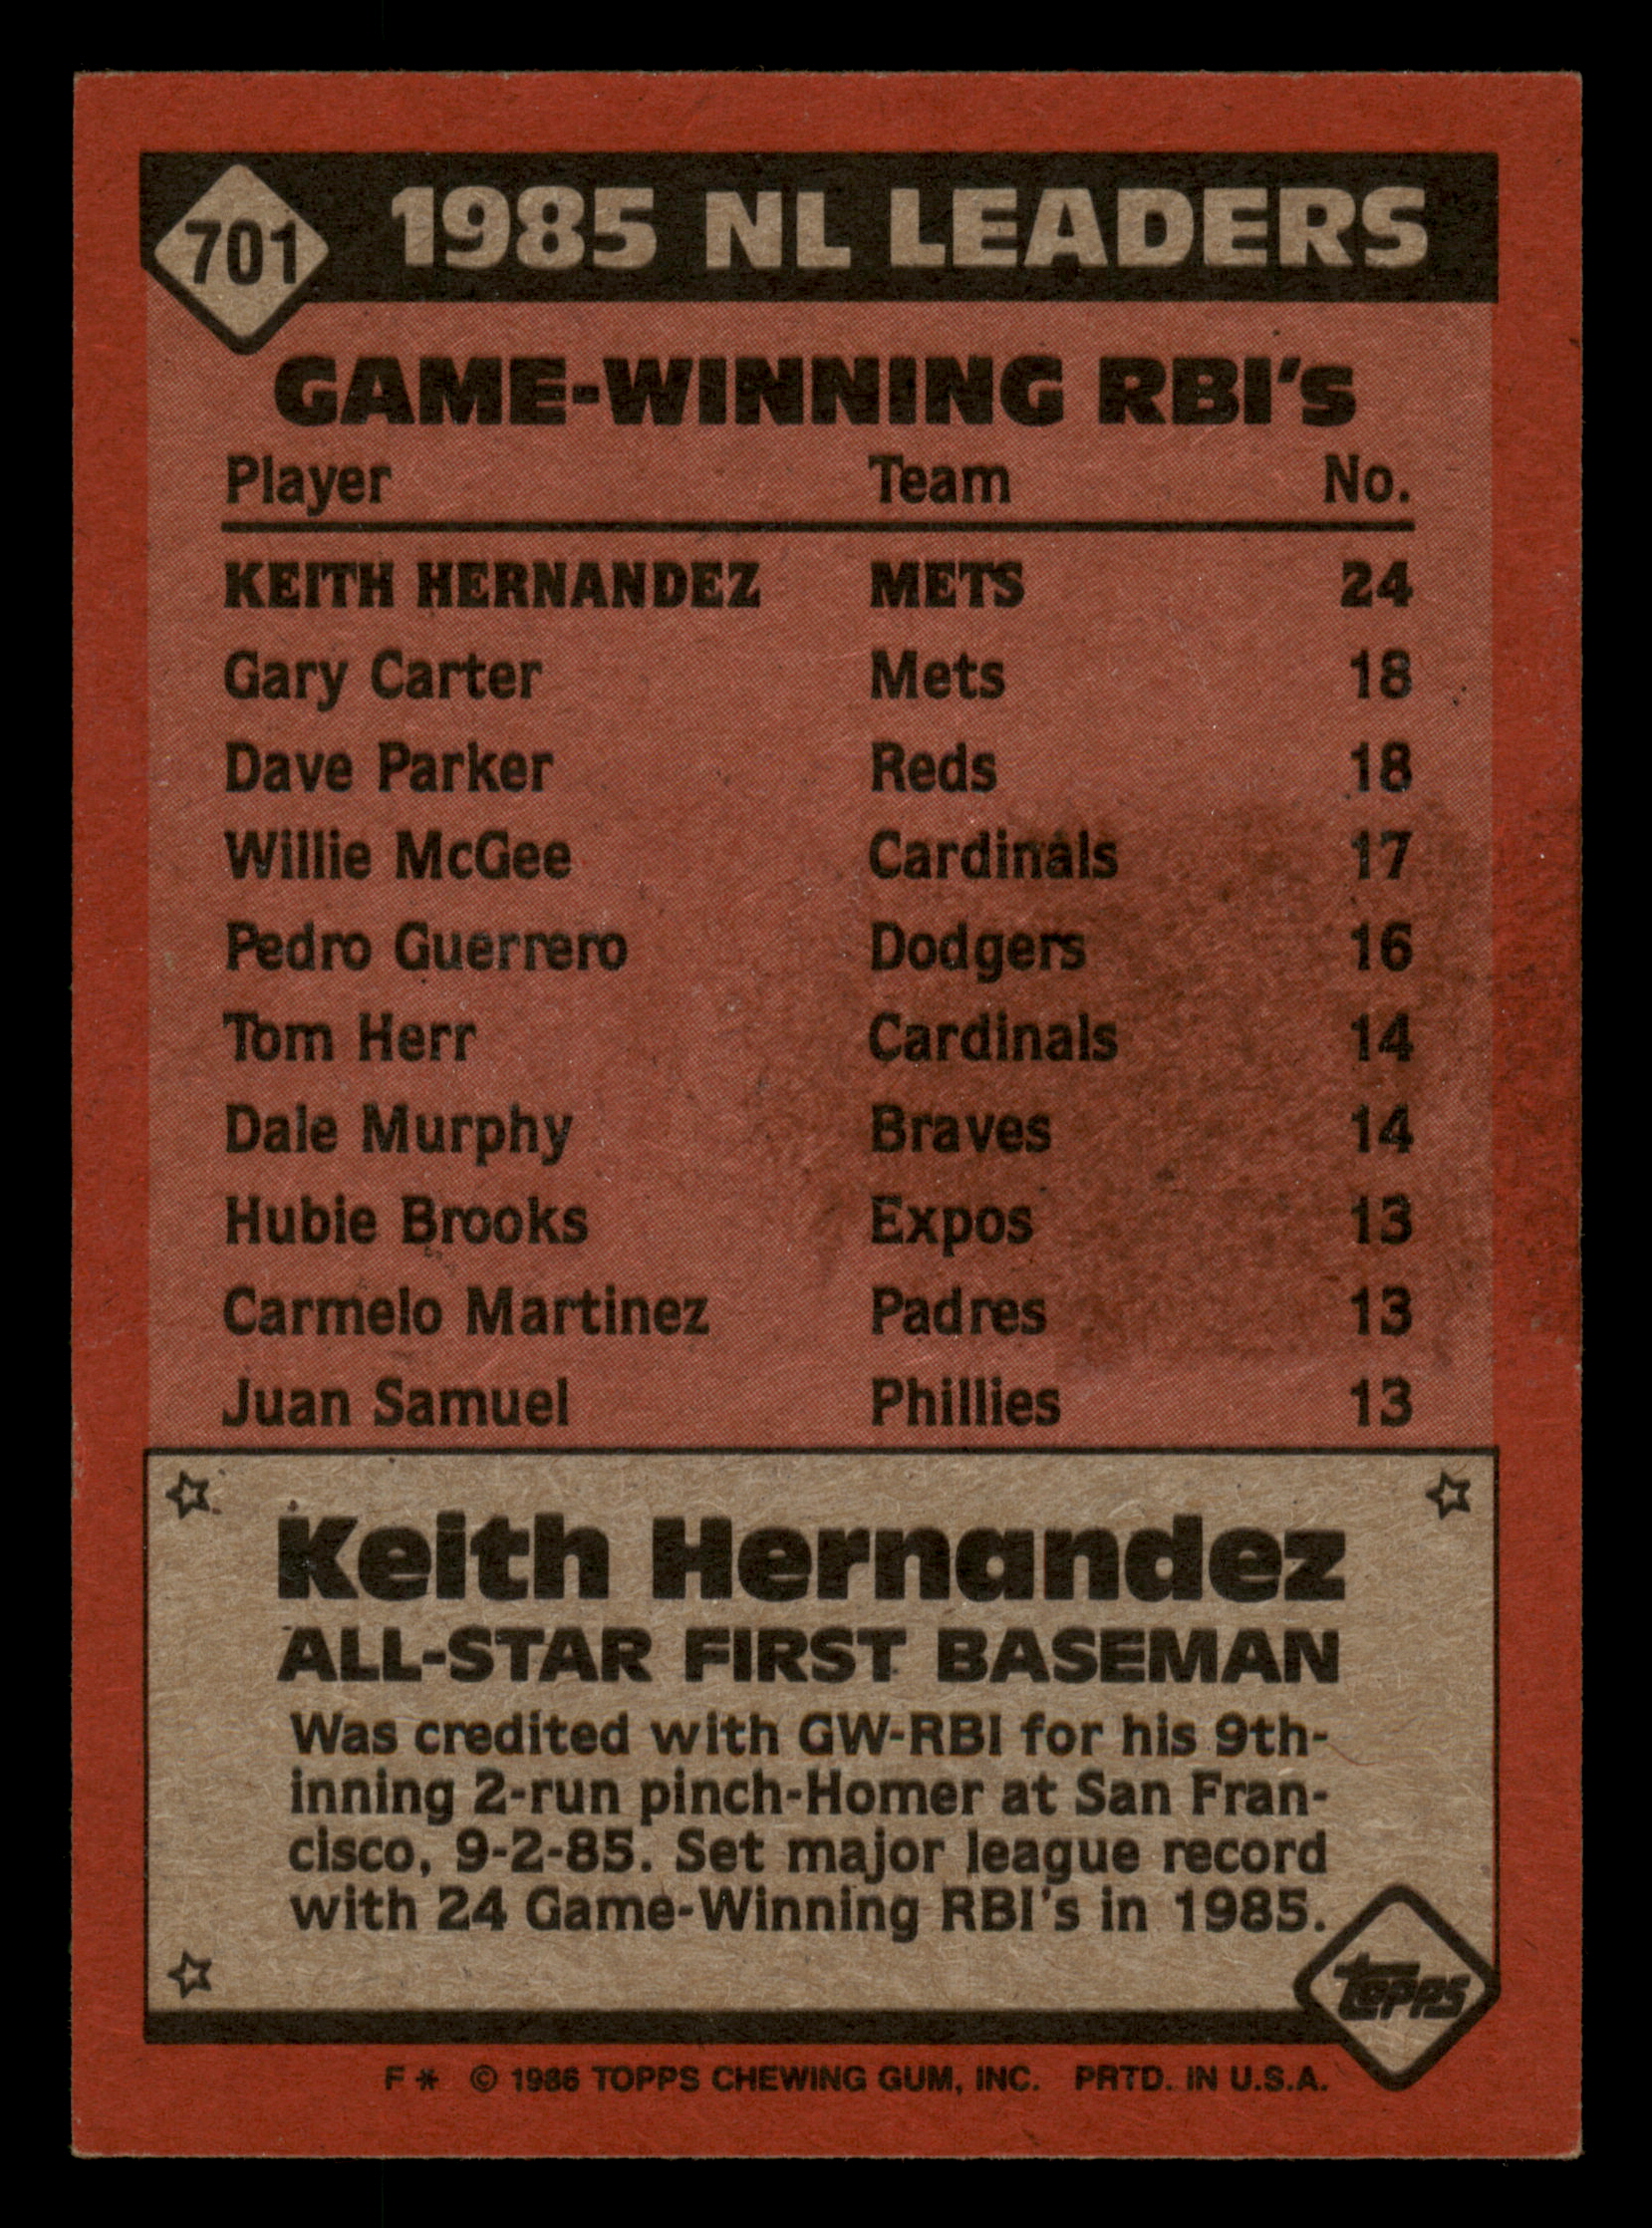 701 1985 NL LEADERS
GAME-WINNING RBI's
Player Team No.
KEITH HERNANDEZ METS 24
Gary Carter Mets 18
Dave Parker Reds 18
Willie McGee Cardinals 17
Pedro Guerrero Dodgers 16
Tom Herr Cardinals 14
Dale Murphy Braves 14
Hubie Brooks Expos 13
Carmelo Martinez Padres 13
Juan Samuel Phillies 13
Keith Hernandez
ALL-STAR FIRST BASEMAN
Was credited with GW-RBI for his 9th-
inning 2-run pinch-Homer at San Fran-
cisco, 9-2-85. Set major league record
with 24 Game-Winning RBI's in 1985.
topps
F* © 1986 TOPPS CHEWING GUM, INC. PRTD. IN U.S.A.